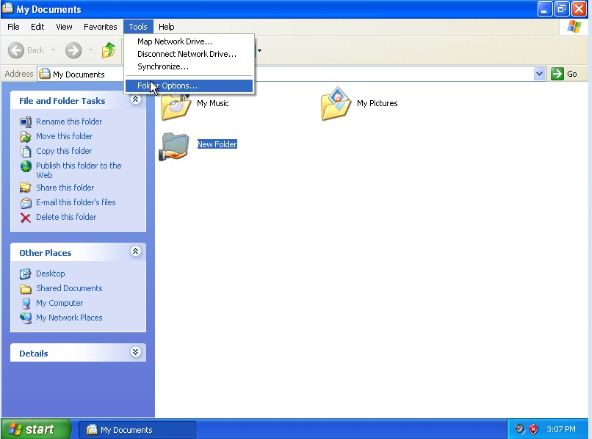 My Documents
File Edit View Favorites Tools Help
Back
Map Network Drive...
Disconnect Network Drive...
Synchronize...
Folder Options...
Address My Documents Go
File and Folder Tasks
Rename this folder
Move this folder
Copy this folder
Publish this folder to the
Web
Share this folder
E-mail this folder's files
Delete this folder
Other Places
Desktop
Shared Documents
My Computer
My Network Places
Details
My Music
My Pictures
New Folder
start My Documents 3:07 PM